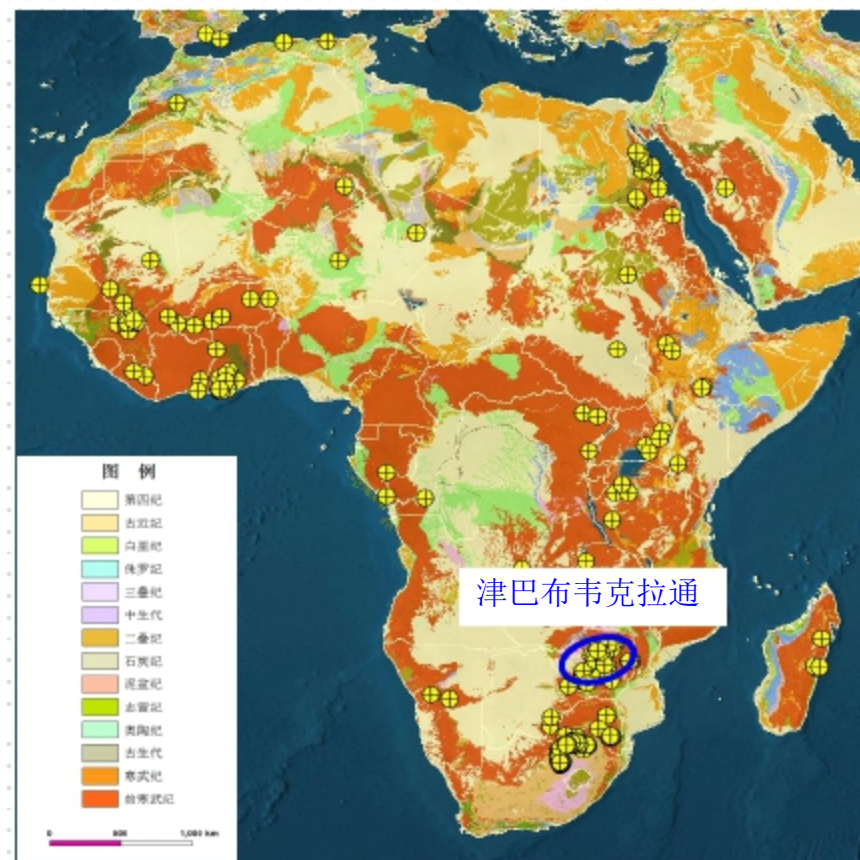 津巴布韦克拉通
图 例
第四纪
古近纪
白垩纪
侏罗纪
三叠纪
中生代
二叠纪
石炭纪
泥盆纪
志留纪
奥陶纪
古生代
寒武纪
前寒武纪
0 500 1,000 km